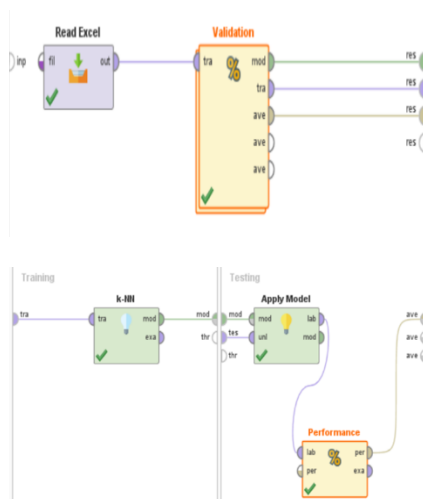 Read Excel
Validation
inp
fil
out
tra
mod
res
tra
res
ave
res
ave
res
ave
Training
Testing
k-NN
Apply Model
tra
tra
mod
mod
mod
mod
lab
ave
exa
thr
tes
unl
mod
ave
thr
ave
Performance
lab
per
per
exa